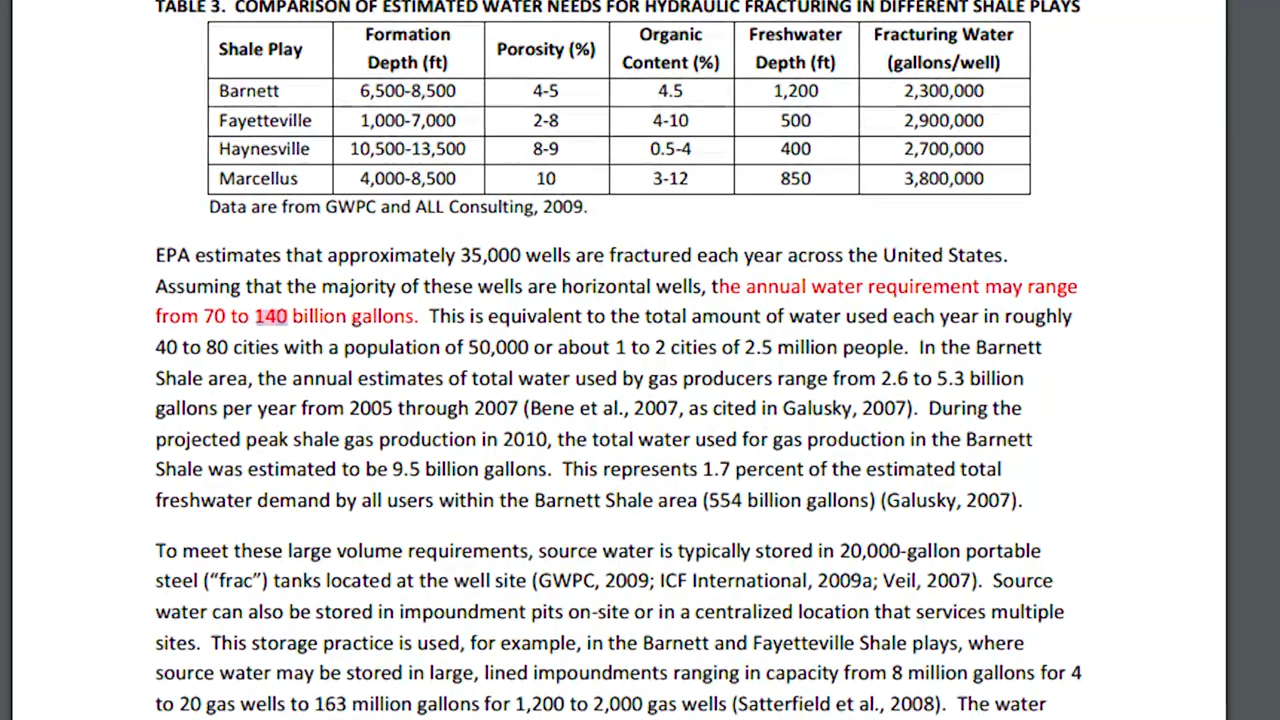 TABLE 3. COMPARISON OF ESTIMATED WATER NEEDS FOR HYDRAULIC FRACTURING IN DIFFERENT SHALE PLAYS
Shale Play | Formation Depth (ft) | Porosity (%) | Organic Content (%) | Freshwater Depth (ft) | Fracturing Water (gallons/well)
Barnett | 6,500-8,500 | 4-5 | 4.5 | 1,200 | 2,300,000
Fayetteville | 1,000-7,000 | 2-8 | 4-10 | 500 | 2,900,000
Haynesville | 10,500-13,500 | 8-9 | 0.5-4 | 400 | 2,700,000
Marcellus | 4,000-8,500 | 10 | 3-12 | 850 | 3,800,000
Data are from GWPC and ALL Consulting, 2009.
EPA estimates that approximately 35,000 wells are fractured each year across the United States.
Assuming that the majority of these wells are horizontal wells, the annual water requirement may range
from 70 to 140 billion gallons. This is equivalent to the total amount of water used each year in roughly
40 to 80 cities with a population of 50,000 or about 1 to 2 cities of 2.5 million people. In the Barnett
Shale area, the annual estimates of total water used by gas producers range from 2.6 to 5.3 billion
gallons per year from 2005 through 2007 (Bene et al., 2007, as cited in Galusky, 2007). During the
projected peak shale gas production in 2010, the total water used for gas production in the Barnett
Shale was estimated to be 9.5 billion gallons. This represents 1.7 percent of the estimated total
freshwater demand by all users within the Barnett Shale area (554 billion gallons) (Galusky, 2007).
To meet these large volume requirements, source water is typically stored in 20,000-gallon portable
steel (“frac”) tanks located at the well site (GWPC, 2009; ICF International, 2009a; Veil, 2007). Source
water can also be stored in impoundment pits on-site or in a centralized location that services multiple
sites. This storage practice is used, for example, in the Barnett and Fayetteville Shale plays, where
source water may be stored in large, lined impoundments ranging in capacity from 8 million gallons for 4
to 20 gas wells to 163 million gallons for 1,200 to 2,000 gas wells (Satterfield et al., 2008). The water